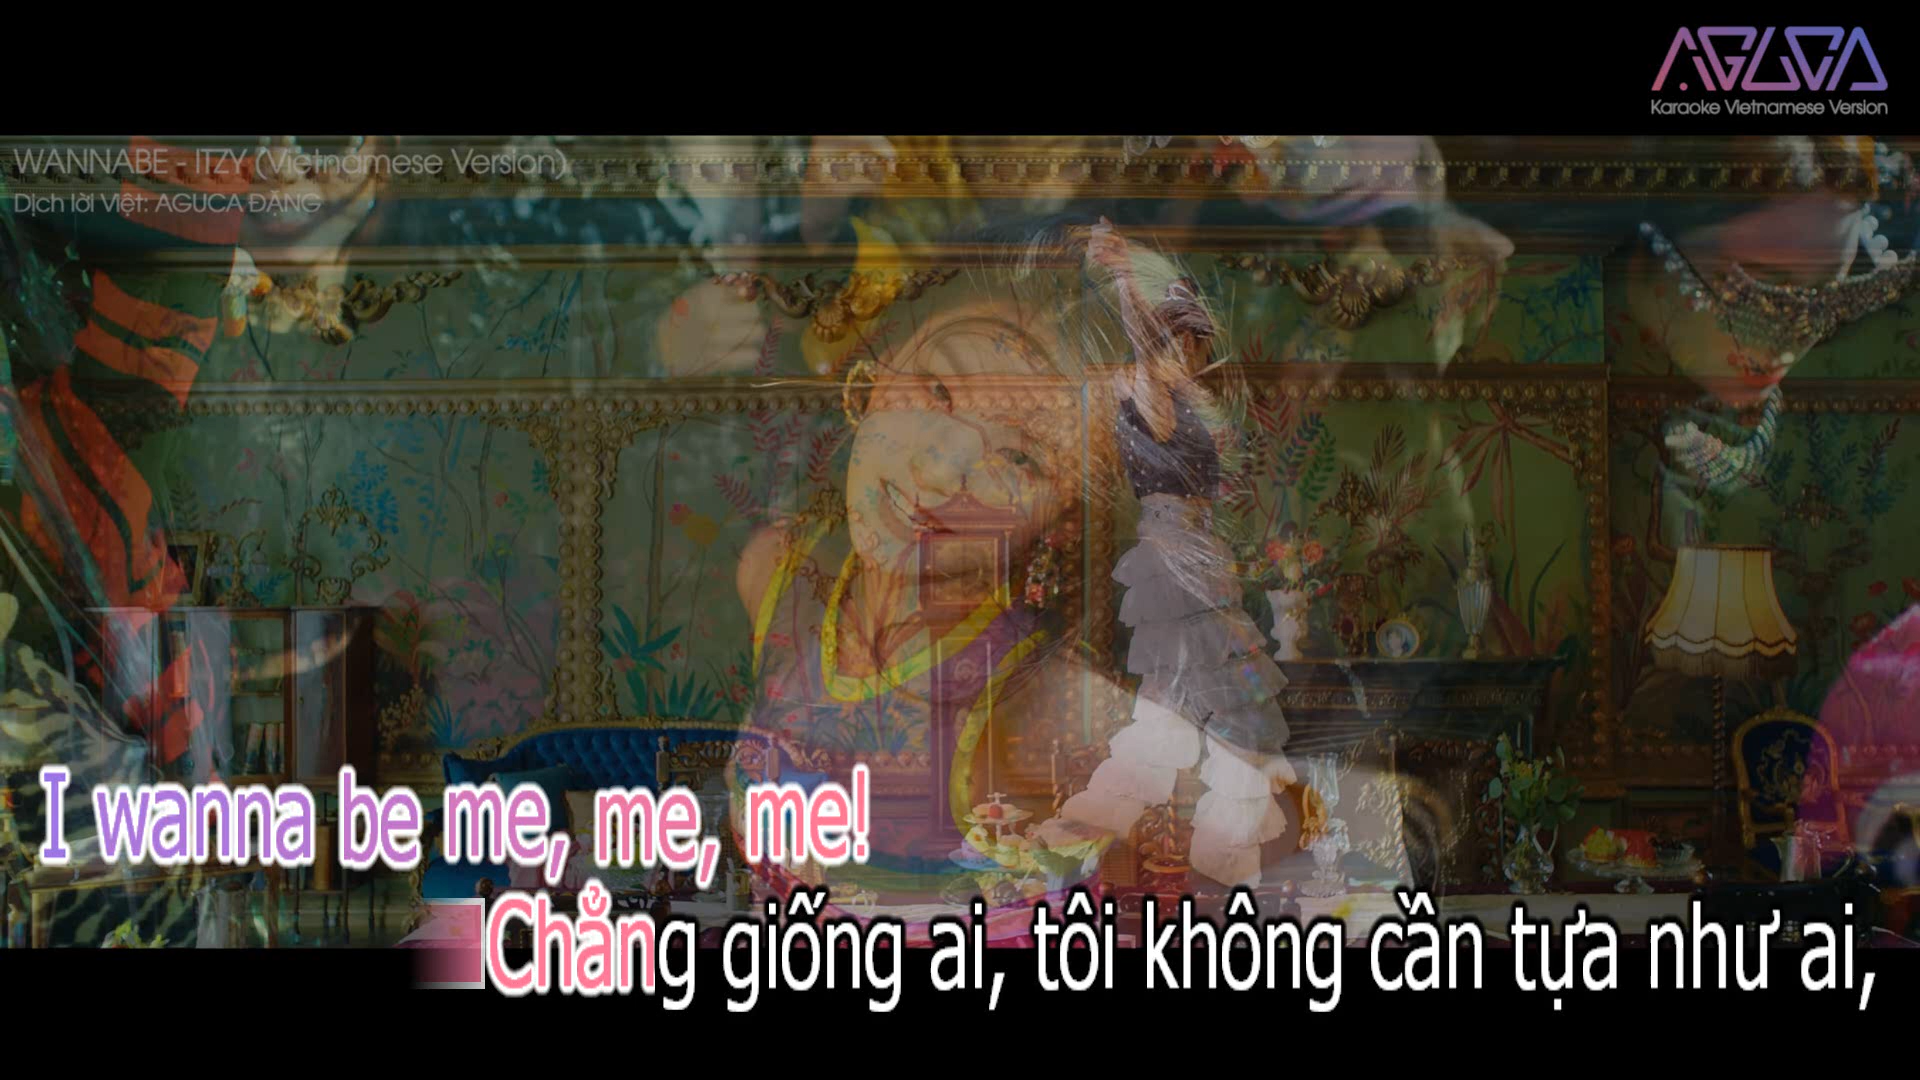 AGUCA
Karaoke Vietnamese Version
WANNABE - ITZY (Vietnamese Version)
Dịch lời Việt: AGUCA ĐẶNG
I wanna be me, me, me!
Chẳng giống ai, tôi không cần tựa như ai,